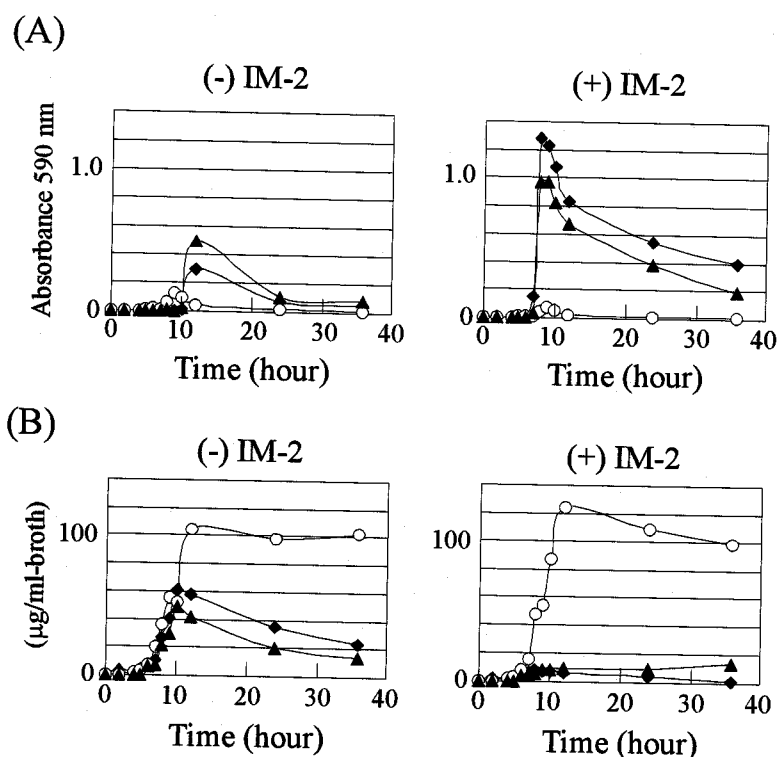 (A)
(-) IM-2
(+) IM-2
Absorbance 590 nm
1.0
0
0 10 20 30 40
Time (hour)
1.0
0
0 10 20 30 40
Time (hour)
(B)
(-) IM-2
(+) IM-2
(μg/ml-broth)
100
0
0 10 20 30 40
Time (hour)
100
0
0 10 20 30 40
Time (hour)